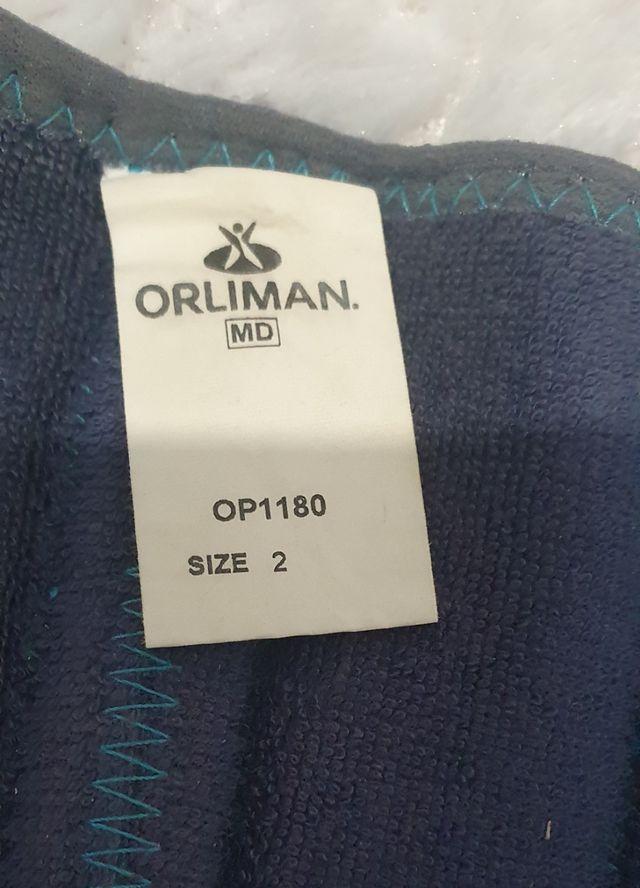 ORLIMAN.
MD
OP1180
SIZE 2